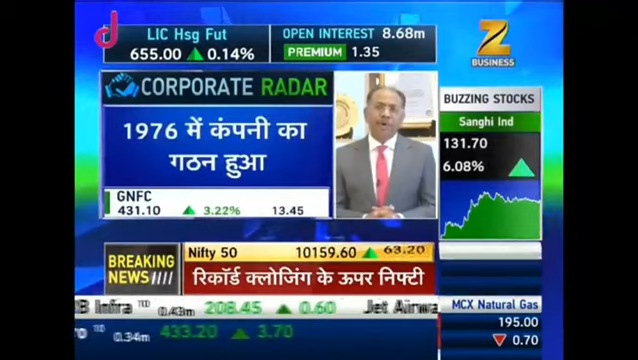 LIC Hsg Fut
655.00 0.14%
OPEN INTEREST 8.68m
PREMIUM 1.35
Z
BUSINESS
CORPORATE RADAR
1976 में कंपनी का
गठन हुआ
GNFC
431.10 3.22% 13.45
BUZZING STOCKS
Sanghi Ind
131.70
6.08%
BREAKING
NEWS
Nifty 50 10159.60 63.20
रिकॉर्ड क्लोजिंग के ऊपर निफ्टी
B Infra TTD 0.43m 208.45 0.60 Jet Airwa
TTD 0.34m 433.20 3.70
MCX Natural Gas
195.00
0.70